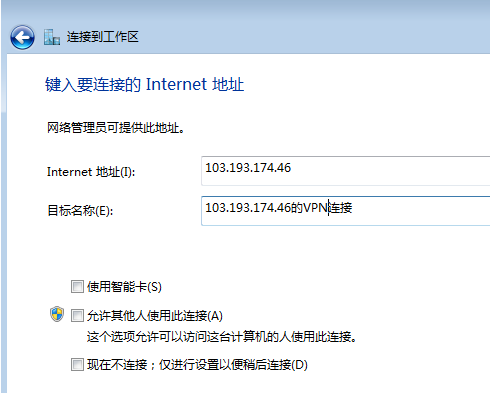 连接到工作区
键入要连接的 Internet 地址
网络管理员可提供此地址。
Internet 地址(I):
103.193.174.46
目标名称(E):
103.193.174.46的VPN连接
使用智能卡(S)
允许其他人使用此连接(A)
这个选项允许可以访问这台计算机的人使用此连接。
现在不连接；仅进行设置以便稍后连接(D)